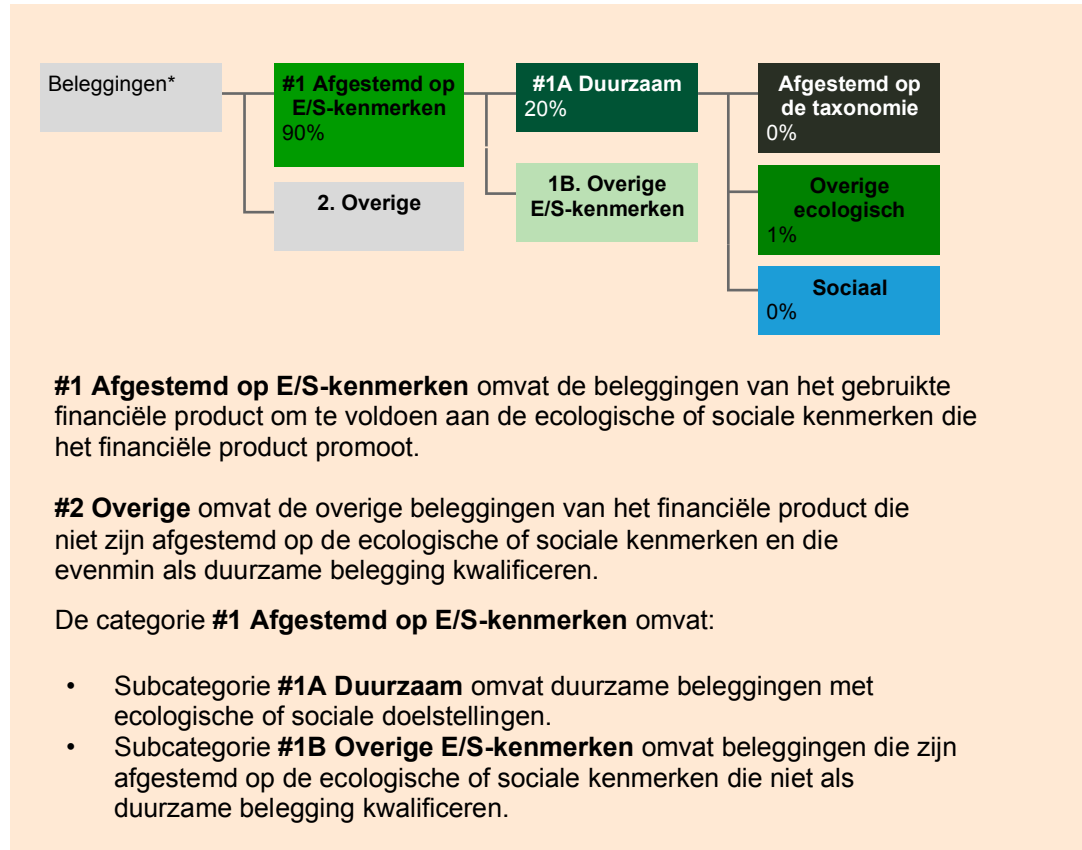 Beleggingen*
#1 Afgestemd op
E/S-kenmerken
90%
2. Overige
#1A Duurzaam
20%
1B. Overige
E/S-kenmerken
Afgestemd op
de taxonomie
0%
Overige
ecologisch
1%
Sociaal
0%
#1 Afgestemd op E/S-kenmerken omvat de beleggingen van het gebruikte
financiële product om te voldoen aan de ecologische of sociale kenmerken die
het financiële product promoot.
#2 Overige omvat de overige beleggingen van het financiële product die
niet zijn afgestemd op de ecologische of sociale kenmerken en die
evenmin als duurzame belegging kwalificeren.
De categorie #1 Afgestemd op E/S-kenmerken omvat:
• Subcategorie #1A Duurzaam omvat duurzame beleggingen met
ecologische of sociale doelstellingen.
• Subcategorie #1B Overige E/S-kenmerken omvat beleggingen die zijn
afgestemd op de ecologische of sociale kenmerken die niet als
duurzame belegging kwalificeren.